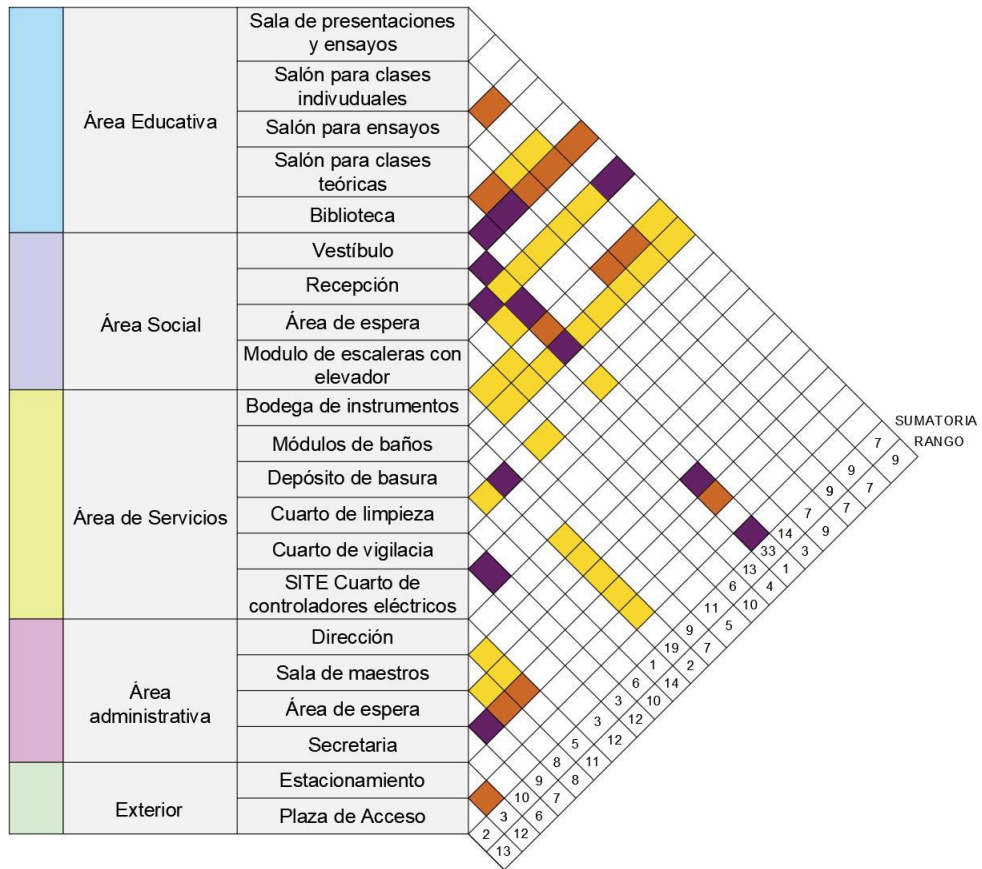 Área Educativa
Sala de presentaciones
y ensayos
Salón para clases
indivuduales
Salón para ensayos
Salón para clases
teóricas
Biblioteca
Área Social
Vestíbulo
Recepción
Área de espera
Modulo de escaleras con
elevador
Área de Servicios
Bodega de instrumentos
Módulos de baños
Depósito de basura
Cuarto de limpieza
Cuarto de vigilacia
SITE Cuarto de
controladores eléctricos
Área
administrativa
Dirección
Sala de maestros
Área de espera
Secretaria
Exterior
Estacionamiento
Plaza de Acceso
SUMATORIA
RANGO
7 9
9 7
9 7
7 9
14 3
33 1
13 4
6 10
11 5
9 7
19 2
1 14
6 10
3 12
3 12
5 11
8 8
9 7
10 6
3 12
2 13